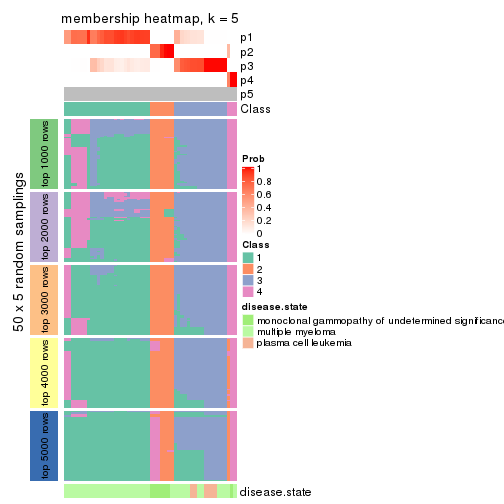 membership heatmap, k = 5
p1
p2
p3
p4
p5
Class
50 x 5 random samplings
top 1000 rows
top 2000 rows
top 3000 rows
top 4000 rows
top 5000 rows
Prob
1
0.8
0.6
0.4
0.2
0
Class
1
2
3
4
disease.state
monoclonal gammopathy of undetermined significance
multiple myeloma
plasma cell leukemia
disease.state